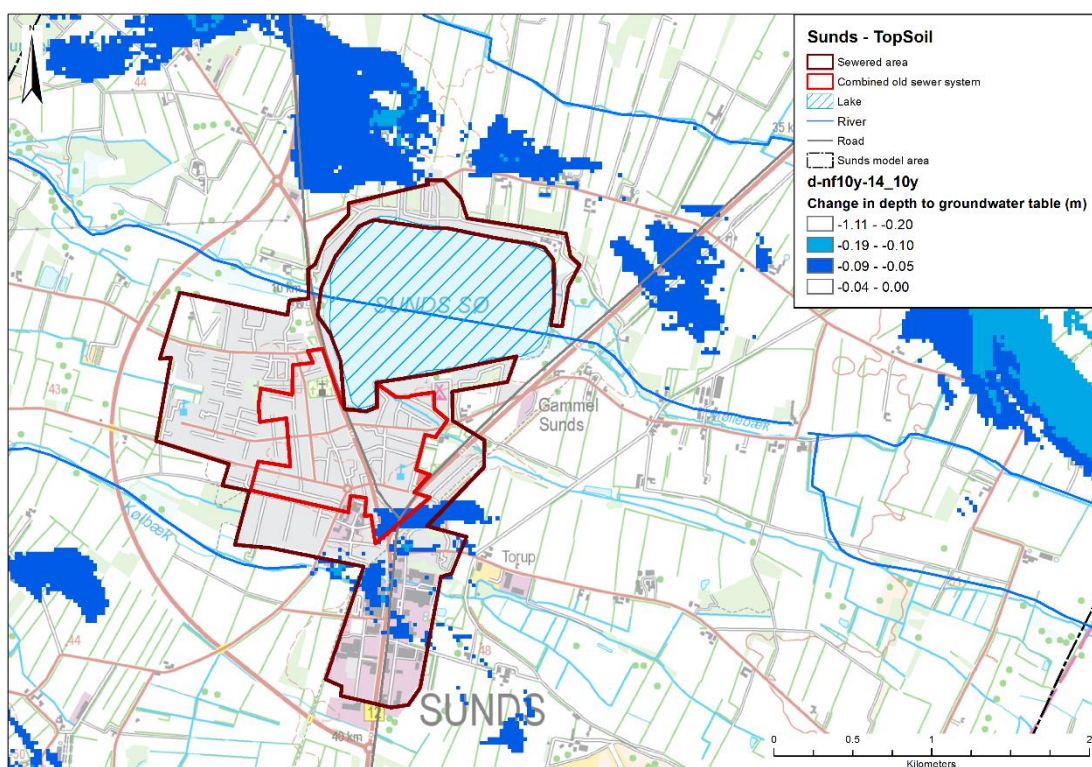 N
44
Sunds - TopSoil
Sewered area
Combined old sewer system
Lake
River
Road
Sunds model area
d-nf10y-14_10y
Change in depth to groundwater table (m)
-1.11 - -0.20
-0.19 - -0.10
-0.09 - -0.05
-0.04 - 0.00
35 k
SUNDS SØ
43
Gammel
Sunds
Kølbæk
Torup
44
48
SUNDS
12
40 km
0 0.5 1 2
Kilometers